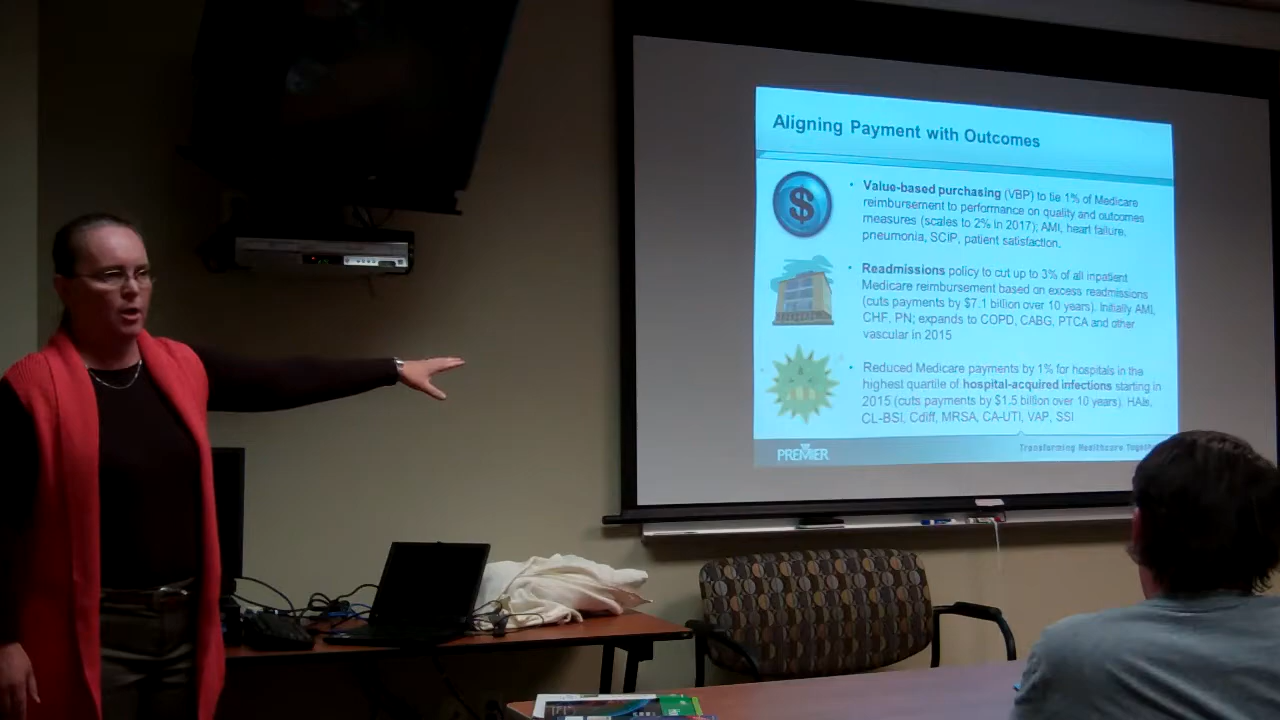 Aligning Payment with Outcomes
$
• Value-based purchasing (VBP) to tie 1% of Medicare
reimbursement to performance on quality and outcomes
measures (scales to 2% in 2017); AMI, heart failure,
pneumonia, SCIP, patient satisfaction.
• Readmissions policy to cut up to 3% of all inpatient
Medicare reimbursement based on excess readmissions
(cuts payments by $7.1 billion over 10 years). Initially AMI,
CHF, PN; expands to COPD, CABG, PTCA and other
vascular in 2015
• Reduced Medicare payments by 1% for hospitals in the
highest quartile of hospital-acquired infections starting in
2015 (cuts payments by $1.5 billion over 10 years). HAIs,
CL-BSI, Cdiff, MRSA, CA-UTI, VAP, SSI
PREMIER
Transforming Healthcare